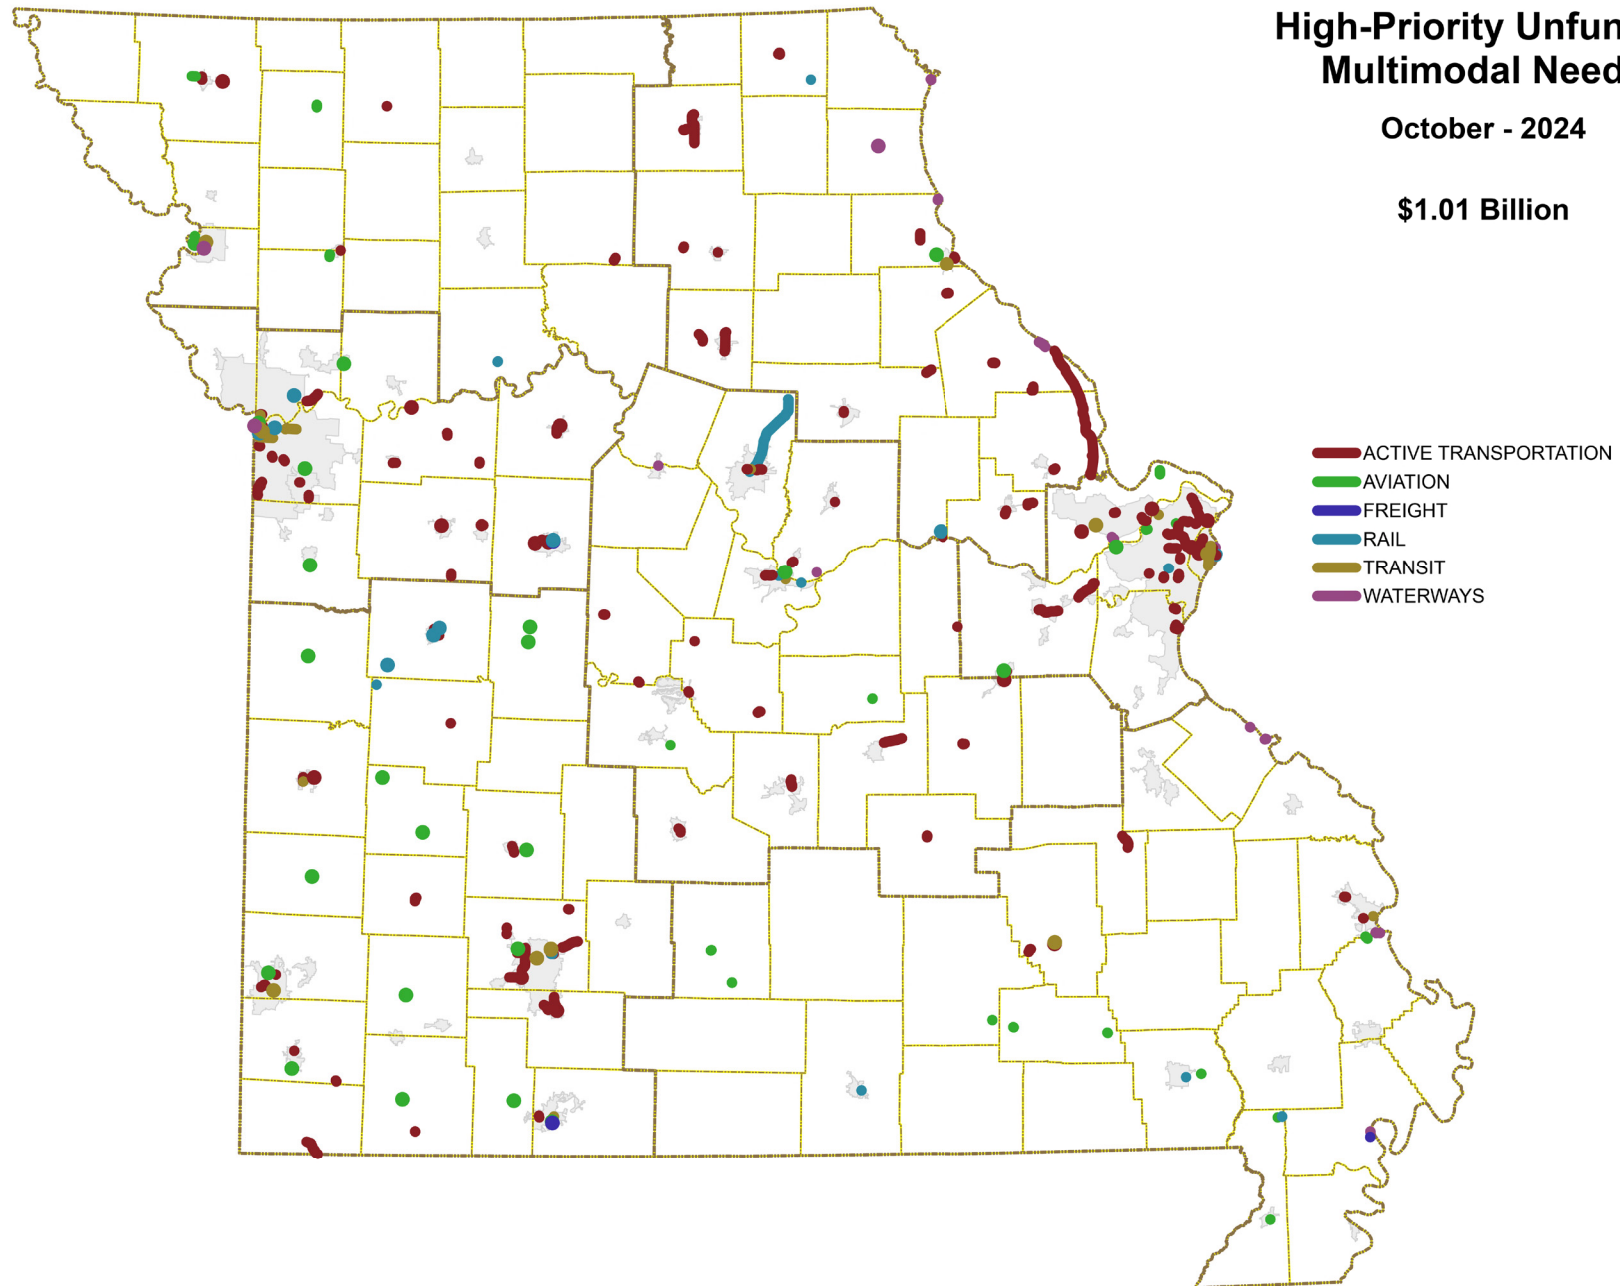 High-Priority Unfun
Multimodal Need
October - 2024
$1.01 Billion
ACTIVE TRANSPORTATION
AVIATION
FREIGHT
RAIL
TRANSIT
WATERWAYS